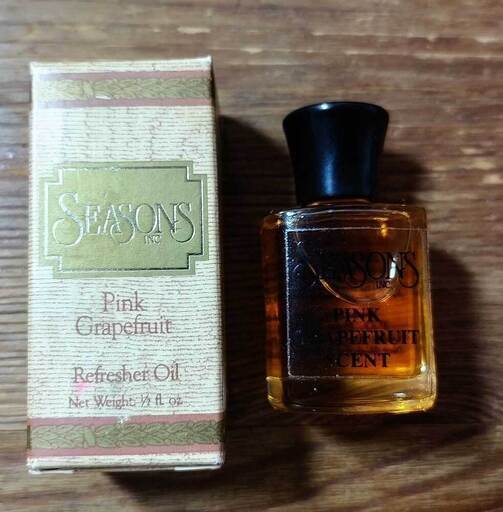 SEASONS
INC
Pink
Grapefruit
Refresher Oil
Net Weight ½ fl oz
SEASONS
INC
PINK
GRAPEFRUIT
SCENT